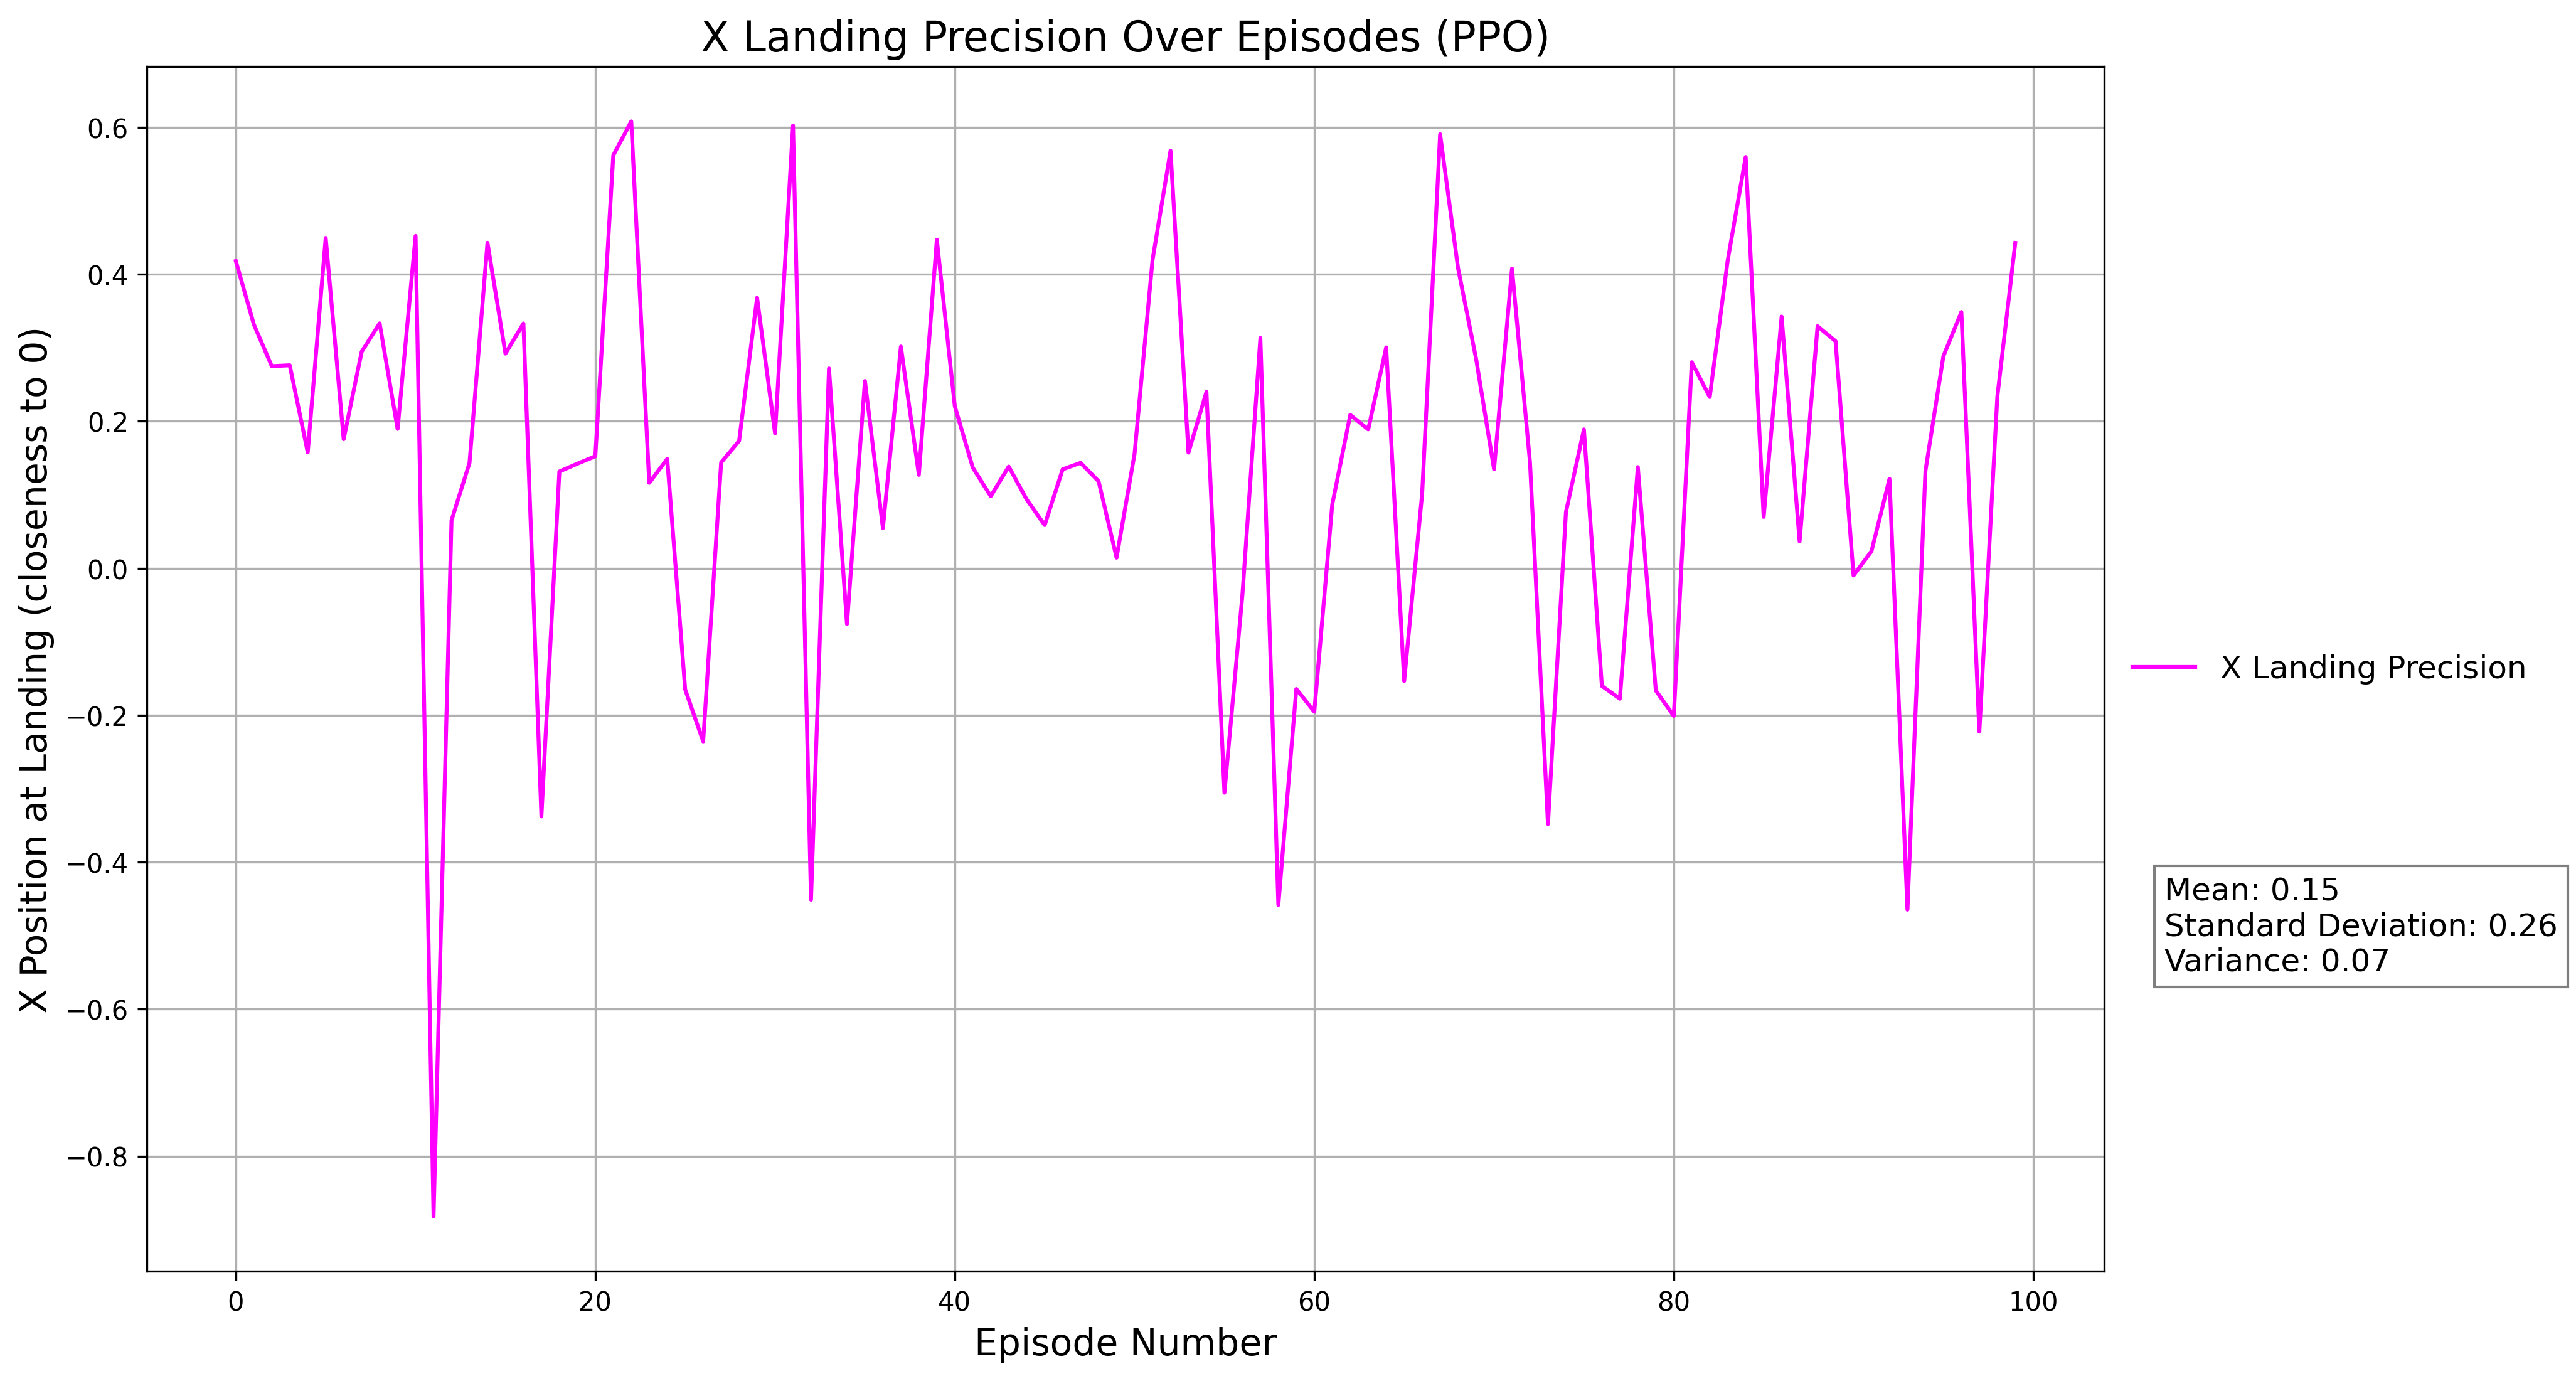 X Landing Precision Over Episodes (PPO)
X Position at Landing (closeness to 0)
0.6
0.4
0.2
0.0
−0.2
−0.4
−0.6
−0.8
0 20 40 60 80 100
Episode Number
X Landing Precision
Mean: 0.15
Standard Deviation: 0.26
Variance: 0.07